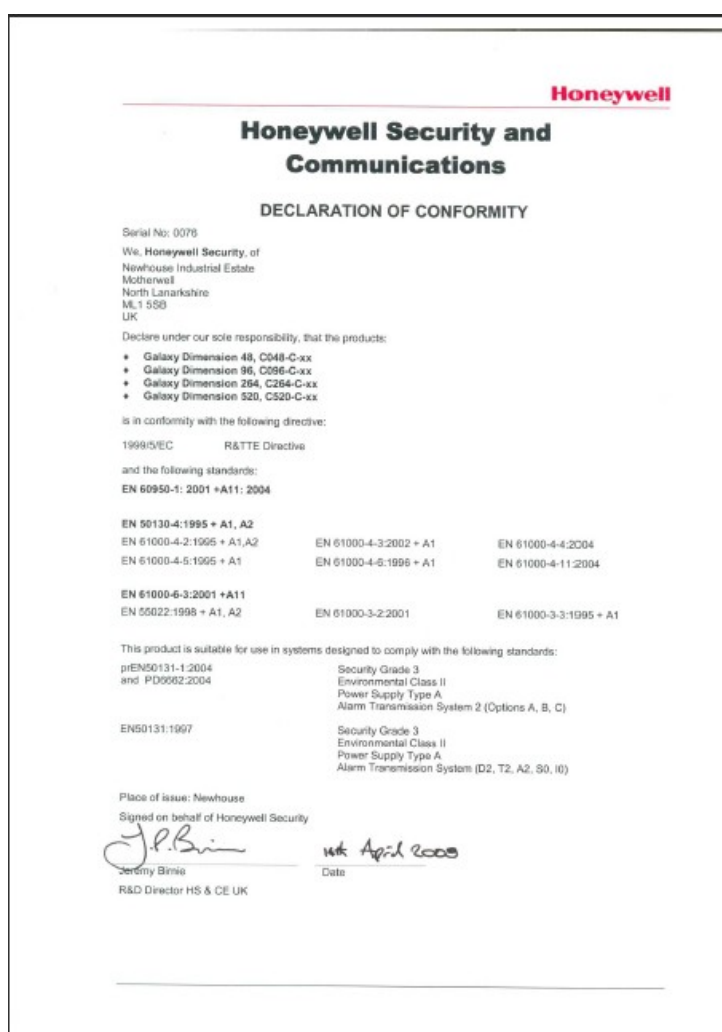 Honeywell
Honeywell Security and
Communications
DECLARATION OF CONFORMITY
Serial No: 0076
We, Honeywell Security, of
Newhouse Industrial Estate
Motherwell
North Lanarkshire
ML1 5SB
UK
Declare under our sole responsibility, that the products:
♦ Galaxy Dimension 48, C048-C-xx
♦ Galaxy Dimension 96, C096-C-xx
♦ Galaxy Dimension 264, C264-C-xx
♦ Galaxy Dimension 520, C520-C-xx
is in conformity with the following directive:
1999/5/EC R&TTE Directive
and the following standards:
EN 60950-1: 2001 +A11: 2004
EN 50130-4:1995 + A1, A2
EN 61000-4-2:1995 + A1,A2 EN 61000-4-3:2002 + A1 EN 61000-4-4:2004
EN 61000-4-5:1995 + A1 EN 61000-4-6:1996 + A1 EN 61000-4-11:2004
EN 61000-6-3:2001 +A11
EN 55022:1998 + A1, A2 EN 61000-3-2:2001 EN 61000-3-3:1995 + A1
This product is suitable for use in systems designed to comply with the following standards:
prEN50131-1:2004 Security Grade 3
and PD6662:2004 Environmental Class II
Power Supply Type A
Alarm Transmission System 2 (Options A, B, C)
EN50131:1997 Security Grade 3
Environmental Class II
Power Supply Type A
Alarm Transmission System (D2, T2, A2, S0, I0)
Place of issue: Newhouse
Signed on behalf of Honeywell Security
J.P.B April
Jeremy Birnie Date
R&D Director HS & CE UK